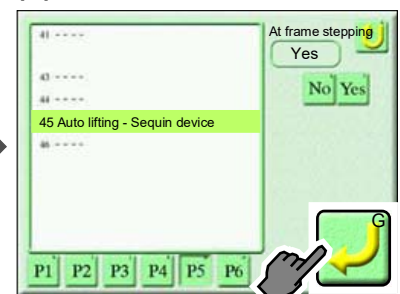 41 ----
43 ----
44 ----
45 Auto lifting - Sequin device
46 ----
At frame stepping
Yes
No Yes
G
P1 P2 P3 P4 P5 P6